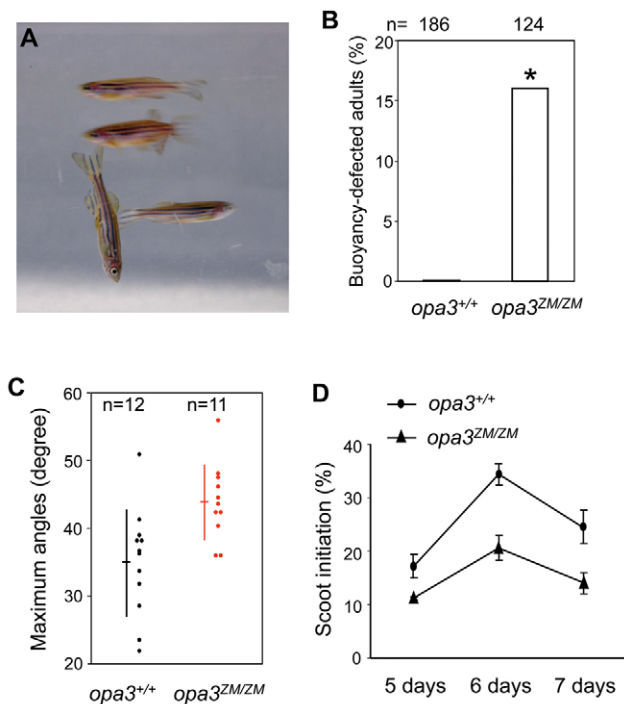 A
B
n= 186 124
20
15
10
5
0
*
Buoyancy-defected adults (%)
opa3+/+ opa3ZM/ZM
C
60
50
40
30
20
n=12 n=11
Maximum angles (degree)
opa3+/+ opa3ZM/ZM
D
opa3+/+
opa3ZM/ZM
40
30
20
10
0
Scoot initiation (%)
5 days 6 days 7 days